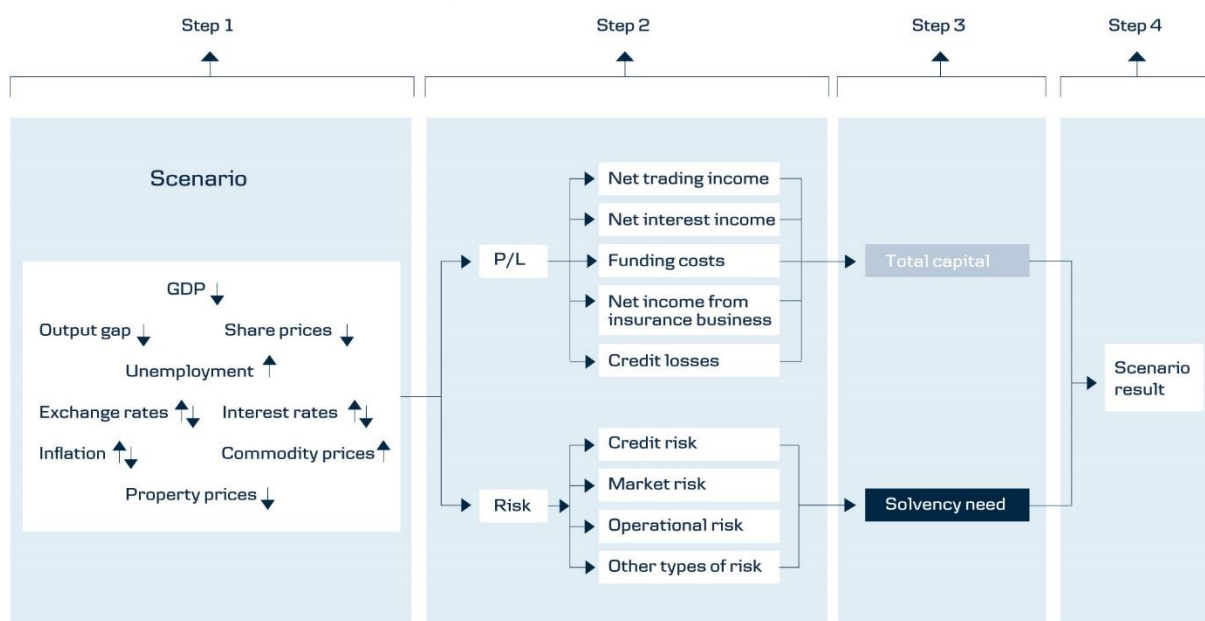 Step 1
Step 2
Step 3
Step 4
Scenario
GDP
Output gap
Share prices
Unemployment
Exchange rates
Interest rates
Inflation
Commodity prices
Property prices
P/L
Risk
Net trading income
Net interest income
Funding costs
Net income from
insurance business
Credit losses
Credit risk
Market risk
Operational risk
Other types of risk
Total capital
Solvency need
Scenario
result